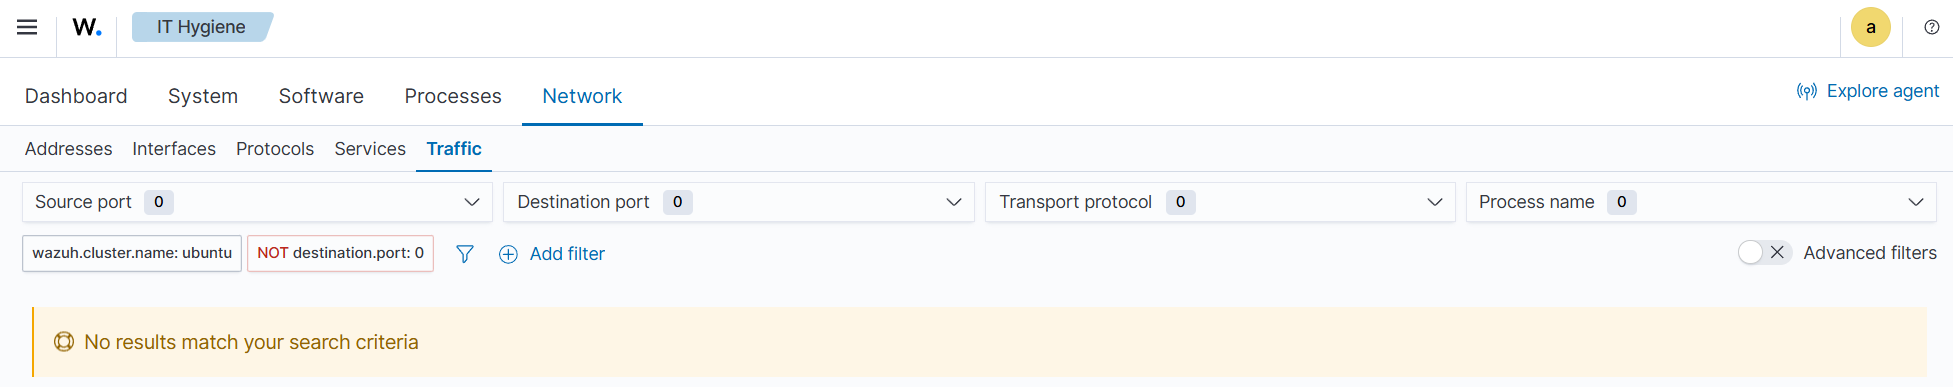 W. IT Hygiene a
Dashboard System Software Processes Network Explore agent
Addresses Interfaces Protocols Services Traffic
Source port 0 Destination port 0 Transport protocol 0 Process name 0
wazuh.cluster.name: ubuntu NOT destination.port: 0 Add filter Advanced filters
No results match your search criteria